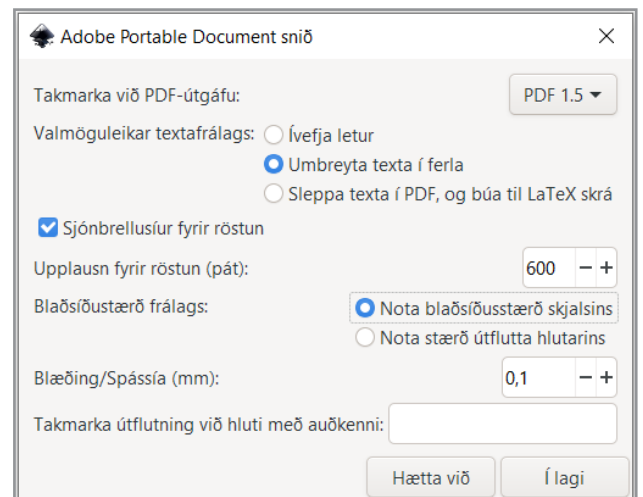 Adobe Portable Document snið
Takmarka við PDF-útgáfu: PDF 1.5
Valmöguleikar textafrálags: Ívefja letur
Umbreyta texta í ferla
Sleppa texta í PDF, og búa til LaTeX skrá
Sjónbrellusíur fyrir röstun
Upplausn fyrir röstun (pát): 600 − +
Blaðsíðustærð frálags: Nota blaðsíðusstærð skjalsins
Nota stærð útflutta hlutarins
Blæðing/Spássía (mm): 0,1 − +
Takmarka útflutning við hluti með auðkenni:
Hætta við Í lagi